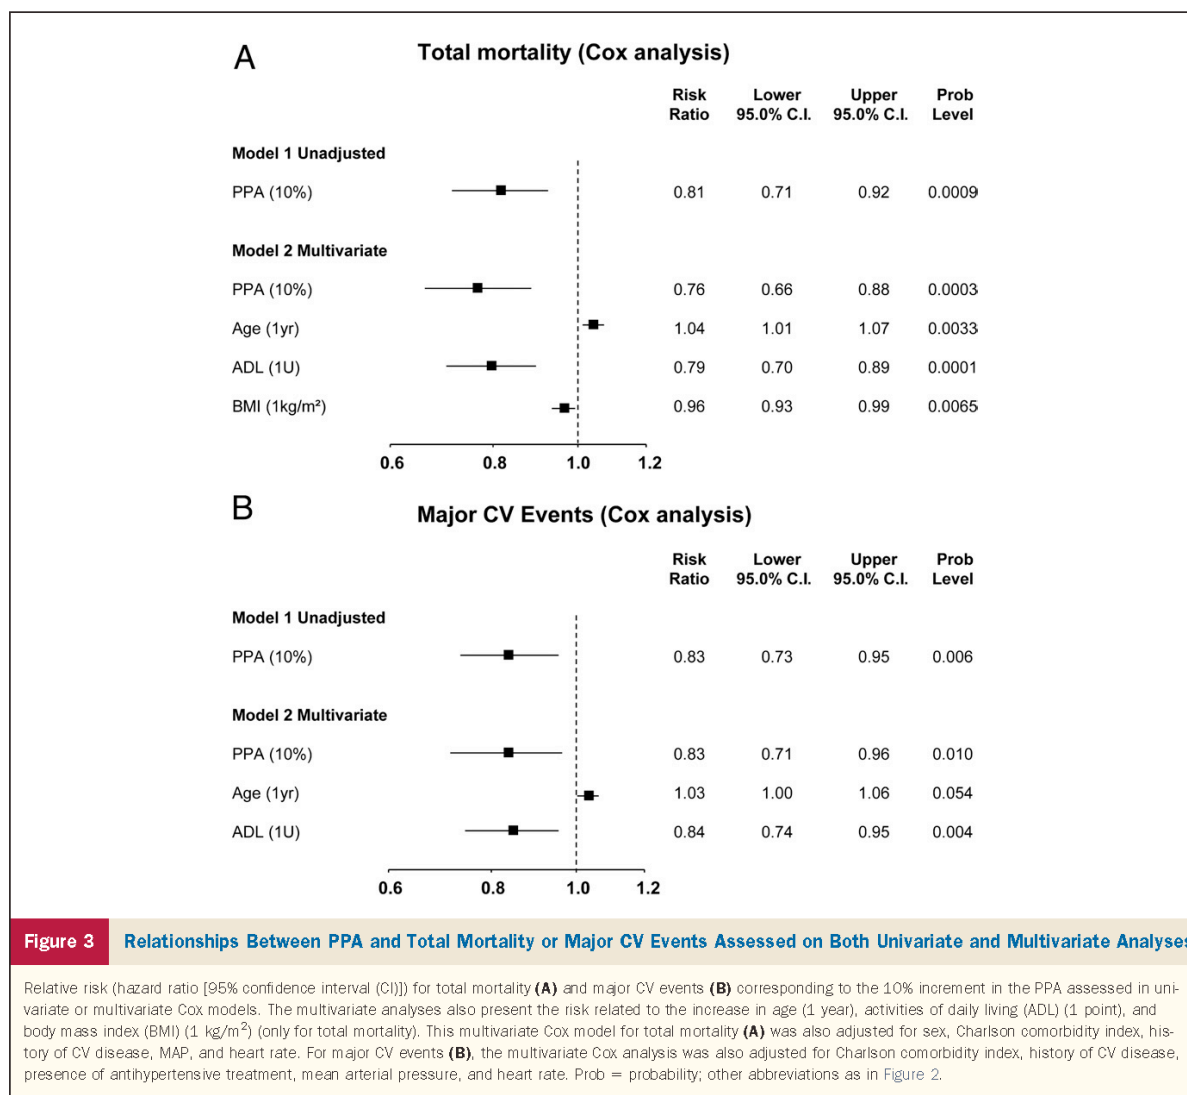 A
Total mortality (Cox analysis)
Risk Ratio Lower 95.0% C.I. Upper 95.0% C.I. Prob Level
Model 1 Unadjusted
PPA (10%) 0.81 0.71 0.92 0.0009
Model 2 Multivariate
PPA (10%) 0.76 0.66 0.88 0.0003
Age (1yr) 1.04 1.01 1.07 0.0033
ADL (1U) 0.79 0.70 0.89 0.0001
BMI (1kg/m²) 0.96 0.93 0.99 0.0065
0.6 0.8 1.0 1.2
B
Major CV Events (Cox analysis)
Risk Ratio Lower 95.0% C.I. Upper 95.0% C.I. Prob Level
Model 1 Unadjusted
PPA (10%) 0.83 0.73 0.95 0.006
Model 2 Multivariate
PPA (10%) 0.83 0.71 0.96 0.010
Age (1yr) 1.03 1.00 1.06 0.054
ADL (1U) 0.84 0.74 0.95 0.004
0.6 0.8 1.0 1.2
Figure 3 Relationships Between PPA and Total Mortality or Major CV Events Assessed on Both Univariate and Multivariate Analyses
Relative risk (hazard ratio [95% confidence interval (CI)]) for total mortality (A) and major CV events (B) corresponding to the 10% increment in the PPA assessed in uni-
variate or multivariate Cox models. The multivariate analyses also present the risk related to the increase in age (1 year), activities of daily living (ADL) (1 point), and
body mass index (BMI) (1 kg/m²) (only for total mortality). This multivariate Cox model for total mortality (A) was also adjusted for sex, Charlson comorbidity index, his-
tory of CV disease, MAP, and heart rate. For major CV events (B), the multivariate Cox analysis was also adjusted for Charlson comorbidity index, history of CV disease,
presence of antihypertensive treatment, mean arterial pressure, and heart rate. Prob = probability; other abbreviations as in Figure 2.